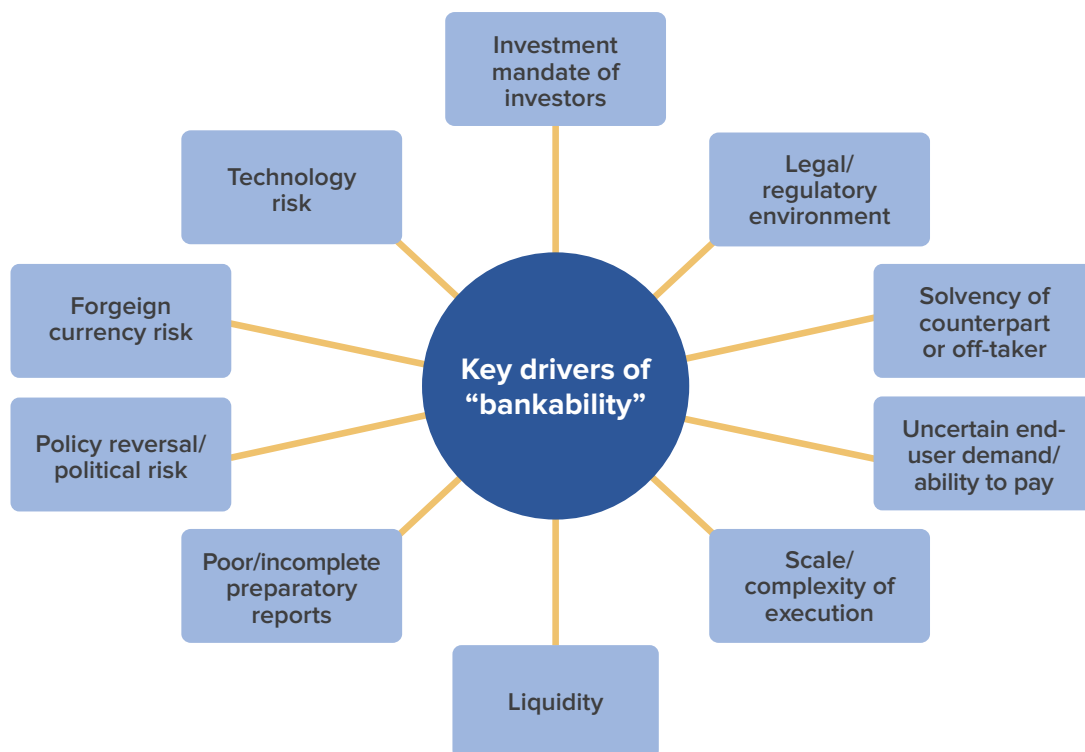 Investment
mandate of
investors
Technology
risk
Legal/
regulatory
environment
Forgeign
currency risk
Solvency of
counterpart
or off-taker
Key drivers of
“bankability”
Policy reversal/
political risk
Uncertain end-
user demand/
ability to pay
Poor/incomplete
preparatory
reports
Scale/
complexity of
execution
Liquidity